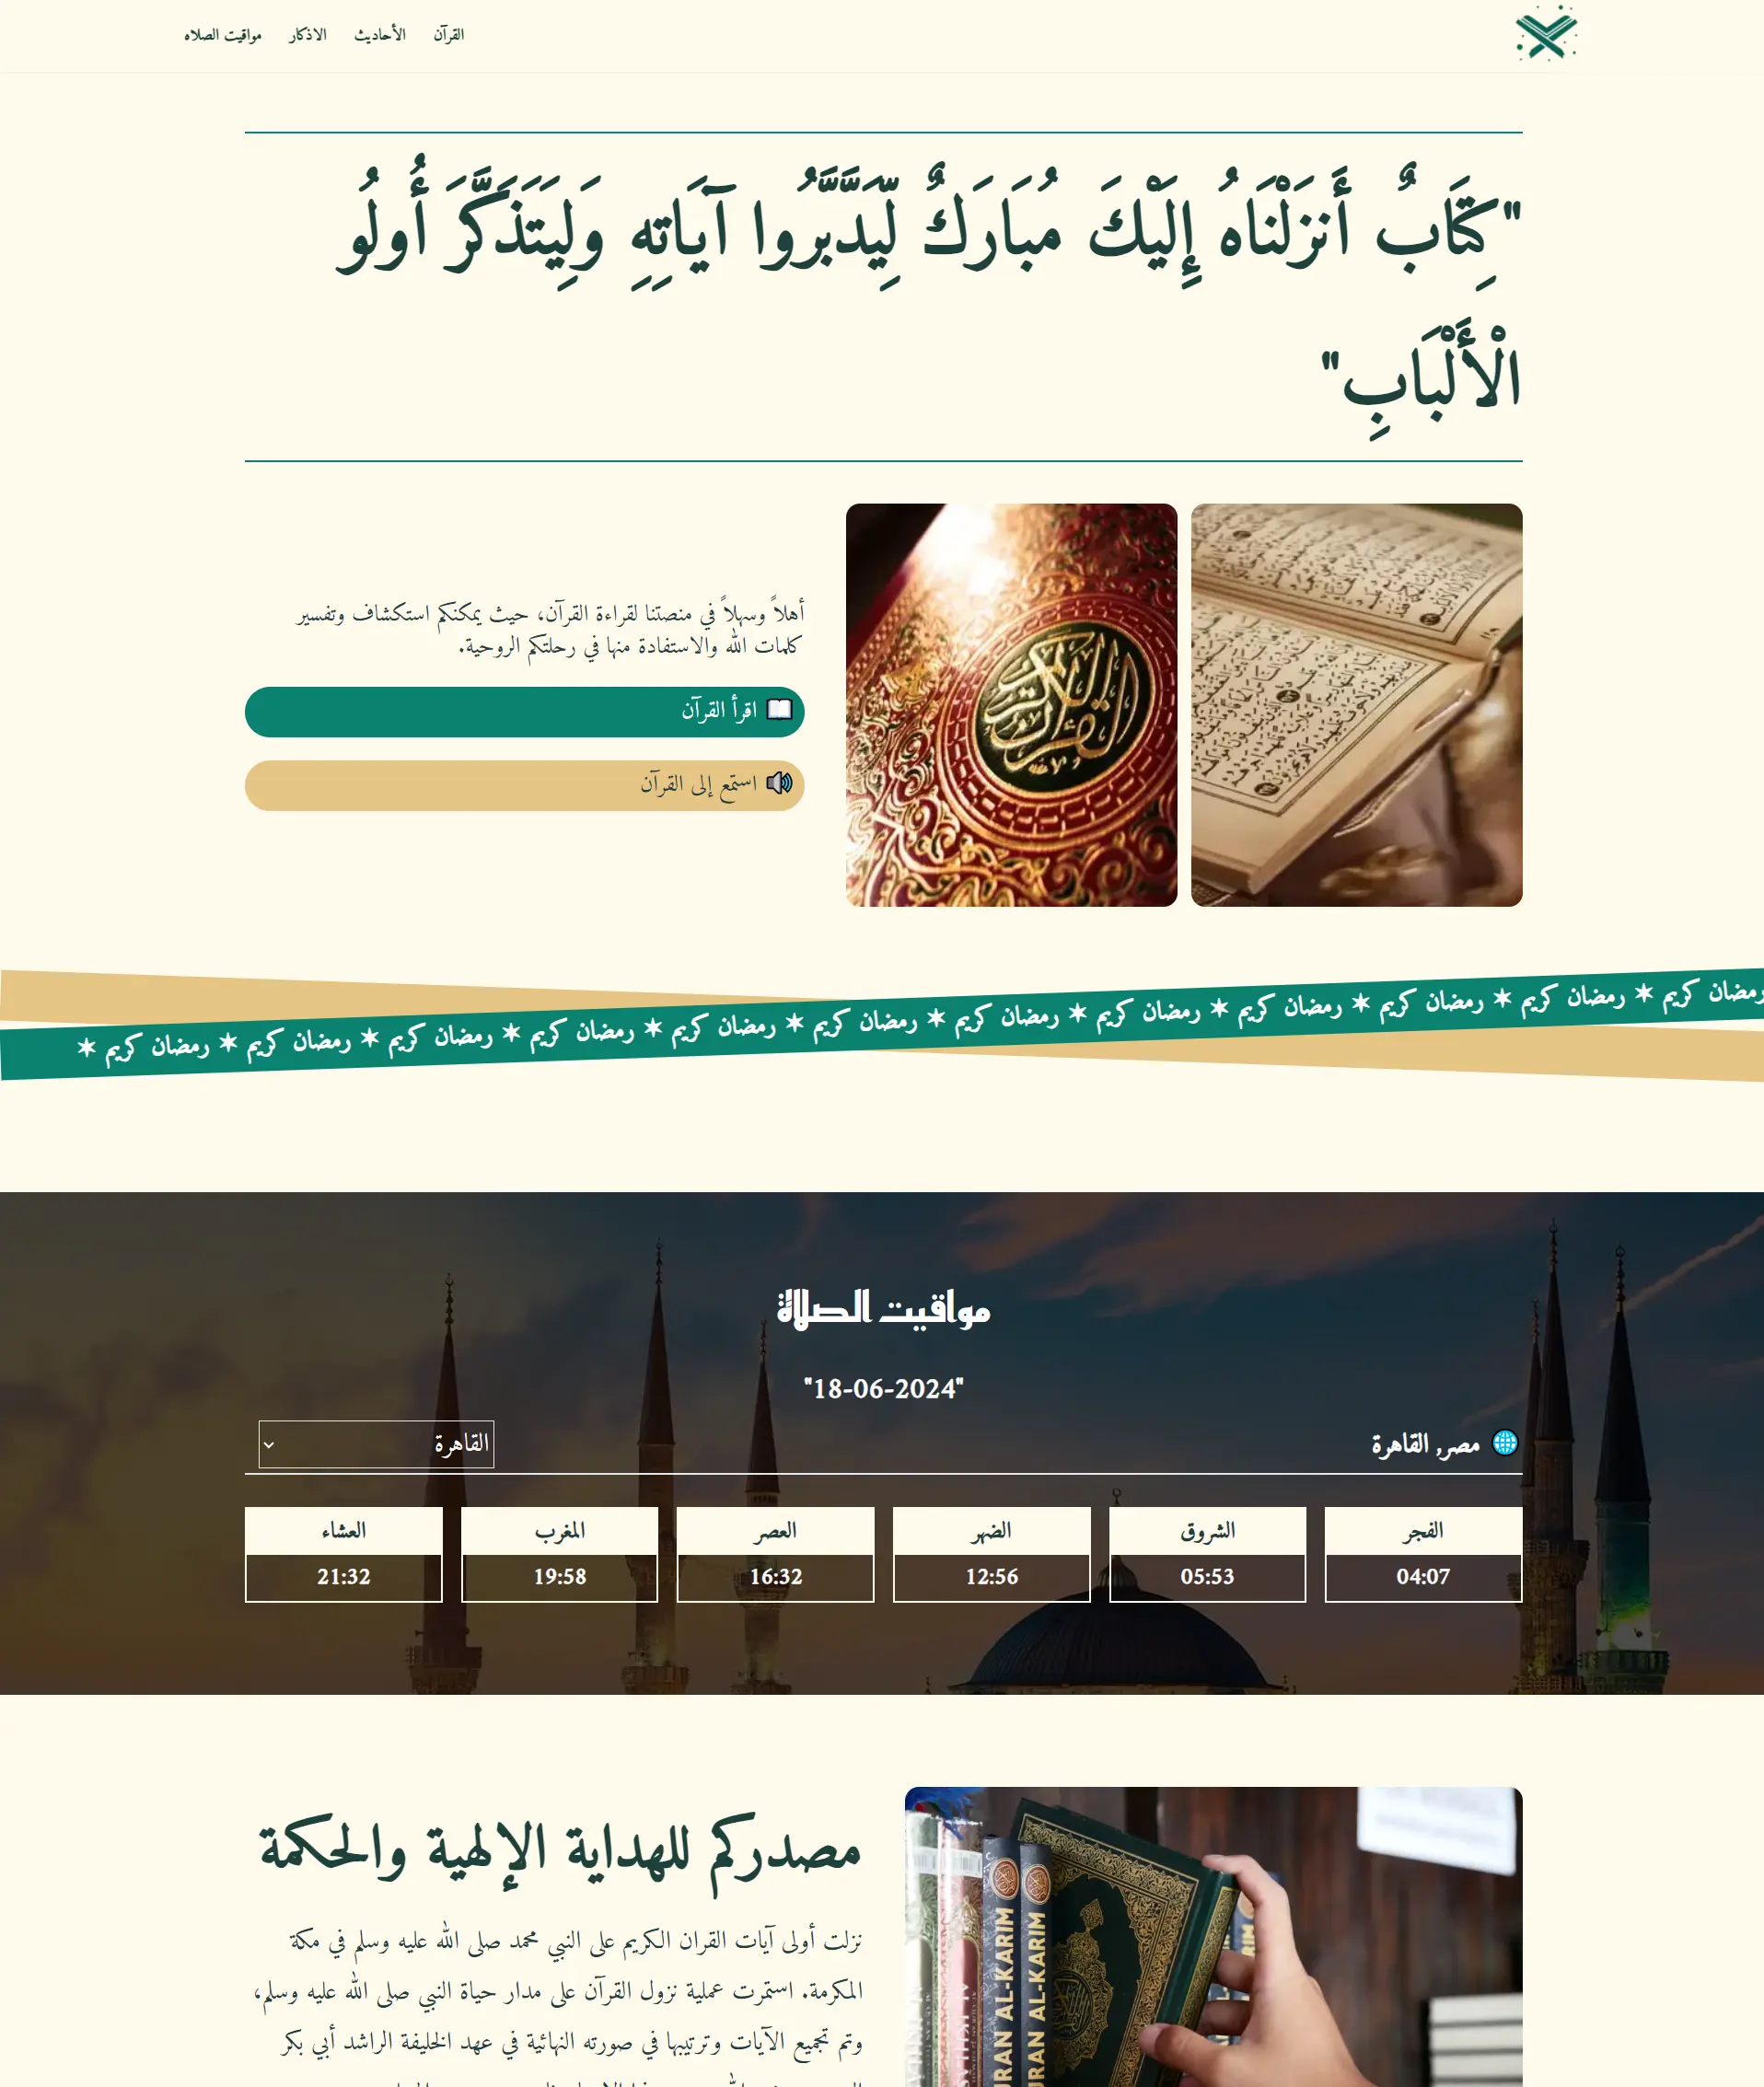 القرآن
الأحاديث
الاذكار
مواقيت الصلاه
"كِتَابٌ أَنزَلْنَاهُ إِلَيْكَ مُبَارَكٌ لِّيَدَّبَّرُوا آيَاتِهِ وَلِيَتَذَكَّرَ أُولُو
الْأَلْبَابِ"
أهلاً وسهلاً في منصتنا لقراءة القرآن، حيث يمكنكم استكشاف وتفسير
كلمات الله والاستفادة منها في رحلتكم الروحية.
اقرأ القرآن
استمع إلى القرآن
القرآن الكريم
رمضان كريم ✶ رمضان كريم ✶ رمضان كريم ✶ رمضان كريم ✶ رمضان كريم ✶ رمضان كريم ✶ رمضان كريم ✶ رمضان كريم ✶ رمضان كريم ✶ رمضان كريم ✶ رمضان كريم ✶ رمضان كريم ✶
مواقيت الصلاة
"18-06-2024"
مصر, القاهرة
القاهرة
الفجر
04:07
الشروق
05:53
الضهر
12:56
العصر
16:32
المغرب
19:58
العشاء
21:32
مصدركم للهداية الإلهية والحكمة
نزلت أولى آيات القران الكريم على النبي محمد صلى الله عليه وسلم في مكة
المكرمة. استمرت عملية نزول القرآن على مدار حياة النبي صلى الله عليه وسلم،
وتم تجميع الآيات وترتيبها في صورته النهائية في عهد الخليفة الراشد أبي بكر
URAN AL-KARIM
URAN AL-KARIM